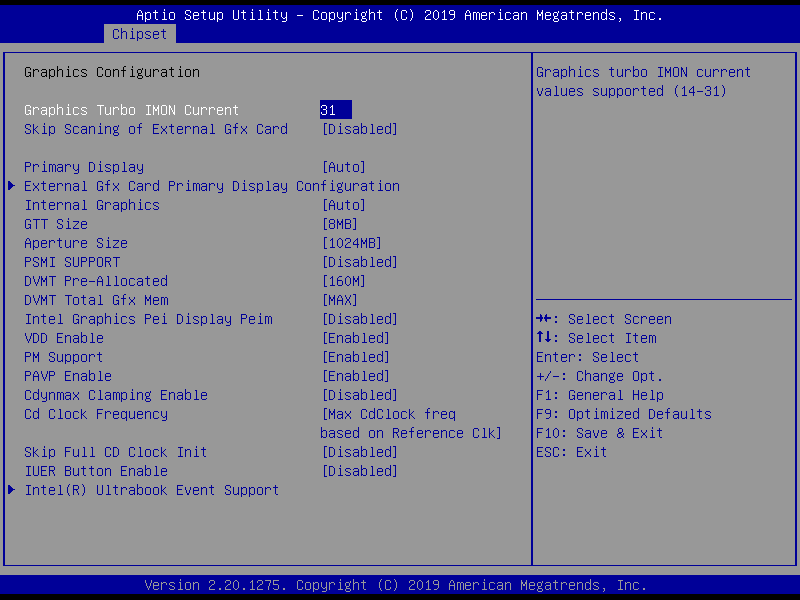 Aptio Setup Utility – Copyright (C) 2019 American Megatrends, Inc.
Chipset
Graphics Configuration
Graphics Turbo IMON Current 31
Skip Scaning of External Gfx Card [Disabled]
Primary Display [Auto]
External Gfx Card Primary Display Configuration
Internal Graphics [Auto]
GTT Size [8MB]
Aperture Size [1024MB]
PSMI SUPPORT [Disabled]
DVMT Pre-Allocated [160M]
DVMT Total Gfx Mem [MAX]
Intel Graphics Pei Display Peim [Disabled]
VDD Enable [Enabled]
PM Support [Enabled]
PAVP Enable [Enabled]
Cdynmax Clamping Enable [Disabled]
Cd Clock Frequency [Max CdClock freq
based on Reference Clk]
Skip Full CD Clock Init [Disabled]
IUER Button Enable [Disabled]
Intel(R) Ultrabook Event Support
Graphics turbo IMON current
values supported (14-31)
→←: Select Screen
↑↓: Select Item
Enter: Select
+/-: Change Opt.
F1: General Help
F9: Optimized Defaults
F10: Save & Exit
ESC: Exit
Version 2.20.1275. Copyright (C) 2019 American Megatrends, Inc.